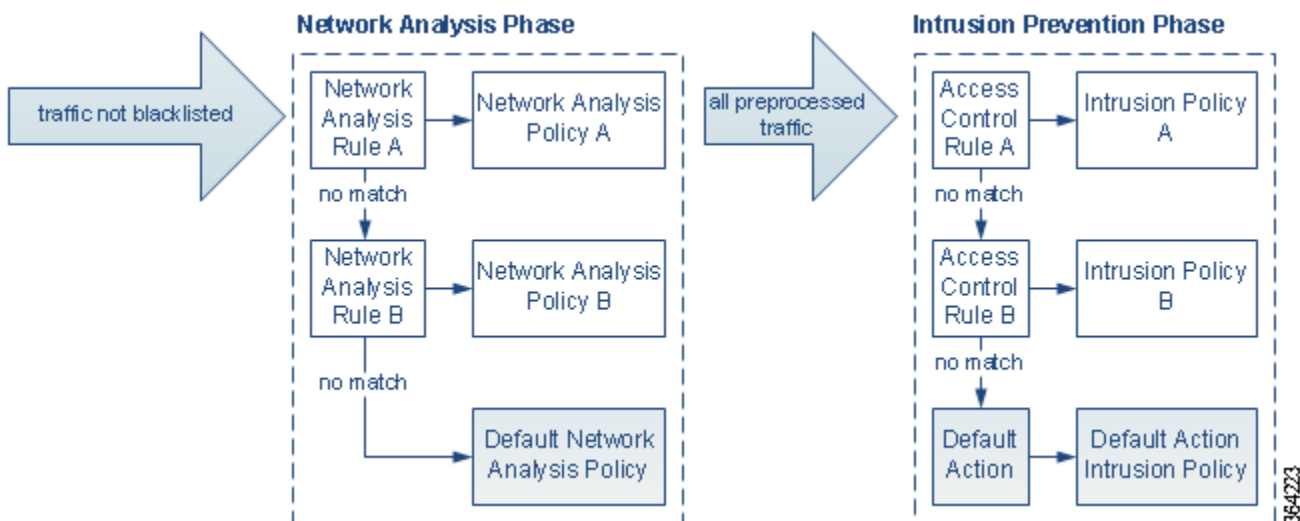 Network Analysis Phase
Intrusion Prevention Phase
traffic not blacklisted
Network
Analysis
Rule A
Network Analysis
Policy A
no match
Network
Analysis
Rule B
Network Analysis
Policy B
no match
Default Network
Analysis Policy
all preprocessed
traffic
Access
Control
Rule A
Intrusion Policy
A
no match
Access
Control
Rule B
Intrusion Policy
B
no match
Default
Action
Default Action
Intrusion Policy
364223